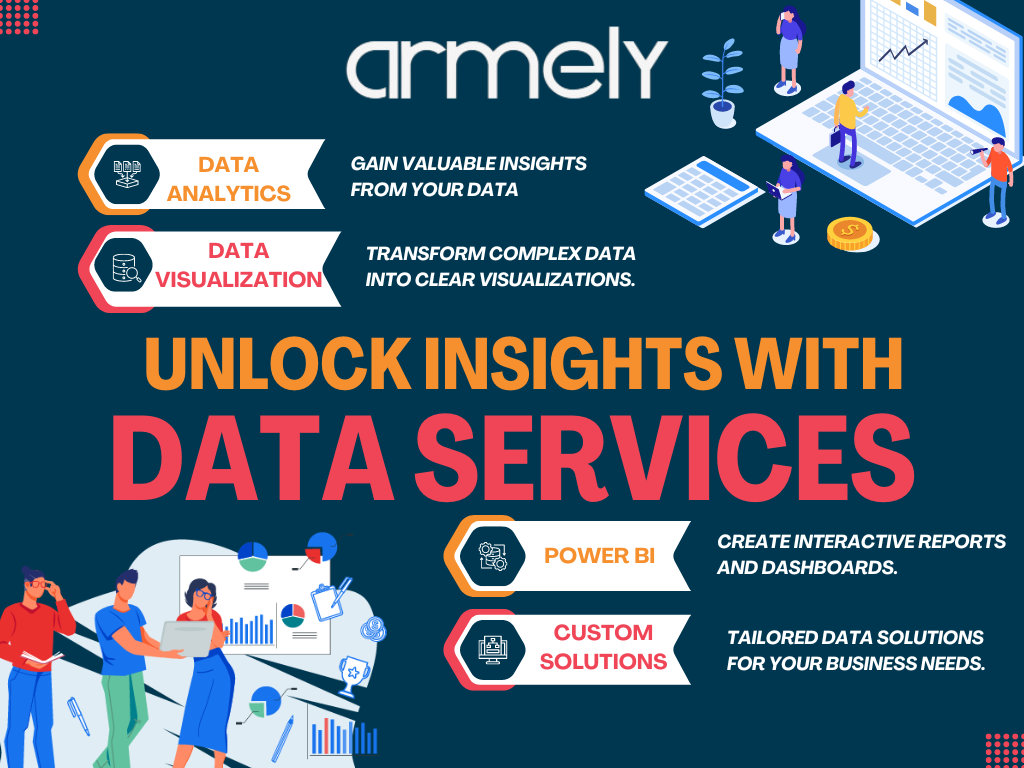 armely
DATA
ANALYTICS
GAIN VALUABLE INSIGHTS
FROM YOUR DATA
DATA
VISUALIZATION
TRANSFORM COMPLEX DATA
INTO CLEAR VISUALIZATIONS.
UNLOCK INSIGHTS WITH
DATA SERVICES
POWER BI
CREATE INTERACTIVE REPORTS
AND DASHBOARDS.
CUSTOM
SOLUTIONS
TAILORED DATA SOLUTIONS
FOR YOUR BUSINESS NEEDS.